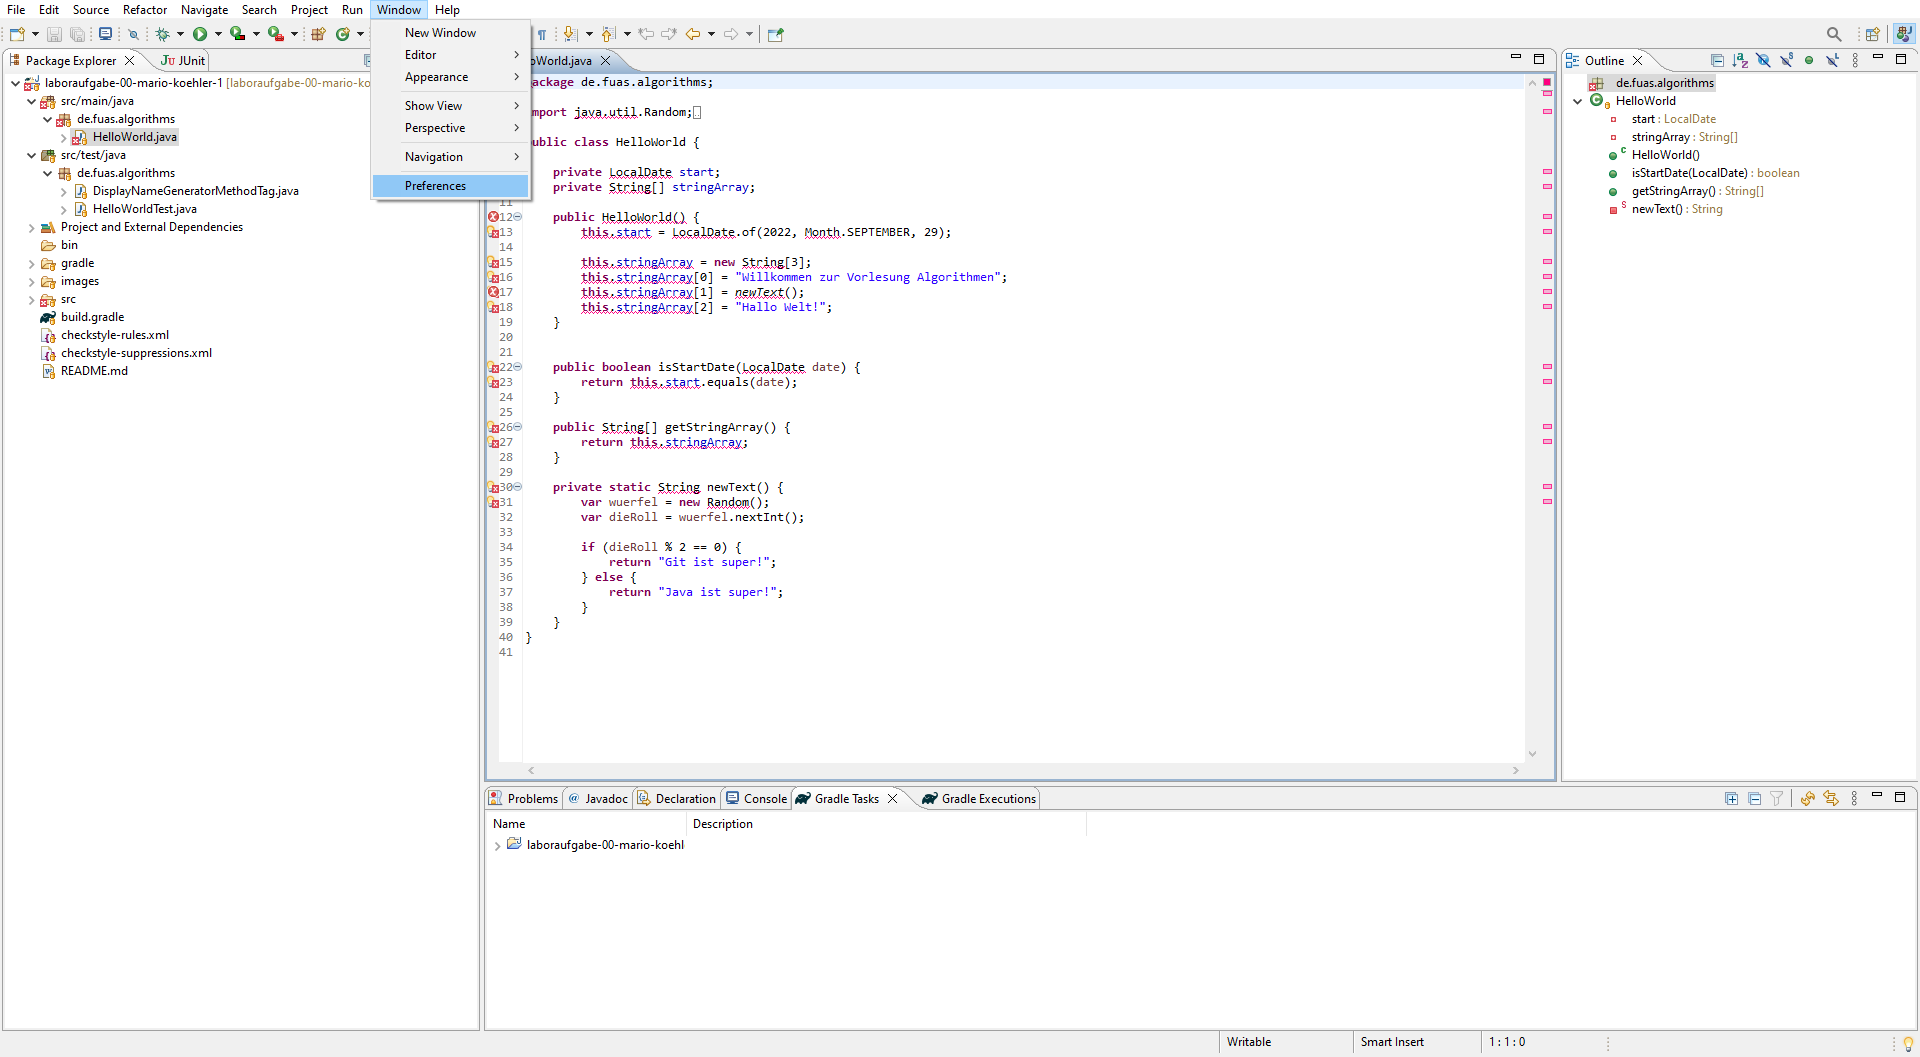 File Edit Source Refactor Navigate Search Project Run Window Help
New Window
Editor
Appearance
Show View
Perspective
Navigation
Preferences
Package Explorer
JUnit
laboraufgabe-00-mario-koehler-1 [laboraufgabe-00-mario-ko
src/main/java
de.fuas.algorithms
HelloWorld.java
src/test/java
de.fuas.algorithms
DisplayNameGeneratorMethodTag.java
HelloWorldTest.java
Project and External Dependencies
bin
gradle
images
src
build.gradle
checkstyle-rules.xml
checkstyle-suppressions.xml
README.md
oWorld.java
ackage de.fuas.algorithms;
mport java.util.Random;
ublic class HelloWorld {
private LocalDate start;
private String[] stringArray;
11
12 public HelloWorld() {
13 this.start = LocalDate.of(2022, Month.SEPTEMBER, 29);
14
15 this.stringArray = new String[3];
16 this.stringArray[0] = "Willkommen zur Vorlesung Algorithmen";
17 this.stringArray[1] = newText();
18 this.stringArray[2] = "Hallo Welt!";
19 }
20
21
22 public boolean isStartDate(LocalDate date) {
23 return this.start.equals(date);
24 }
25
26 public String[] getStringArray() {
27 return this.stringArray;
28 }
29
30 private static String newText() {
31 var wuerfel = new Random();
32 var dieRoll = wuerfel.nextInt();
33
34 if (dieRoll % 2 == 0) {
35 return "Git ist super!";
36 } else {
37 return "Java ist super!";
38 }
39 }
40 }
41
Outline
de.fuas.algorithms
HelloWorld
start : LocalDate
stringArray : String[]
HelloWorld()
isStartDate(LocalDate) : boolean
getStringArray() : String[]
newText() : String
Problems
Javadoc
Declaration
Console
Gradle Tasks
Gradle Executions
Name Description
laboraufgabe-00-mario-koehl
Writable
Smart Insert
1 : 1 : 0